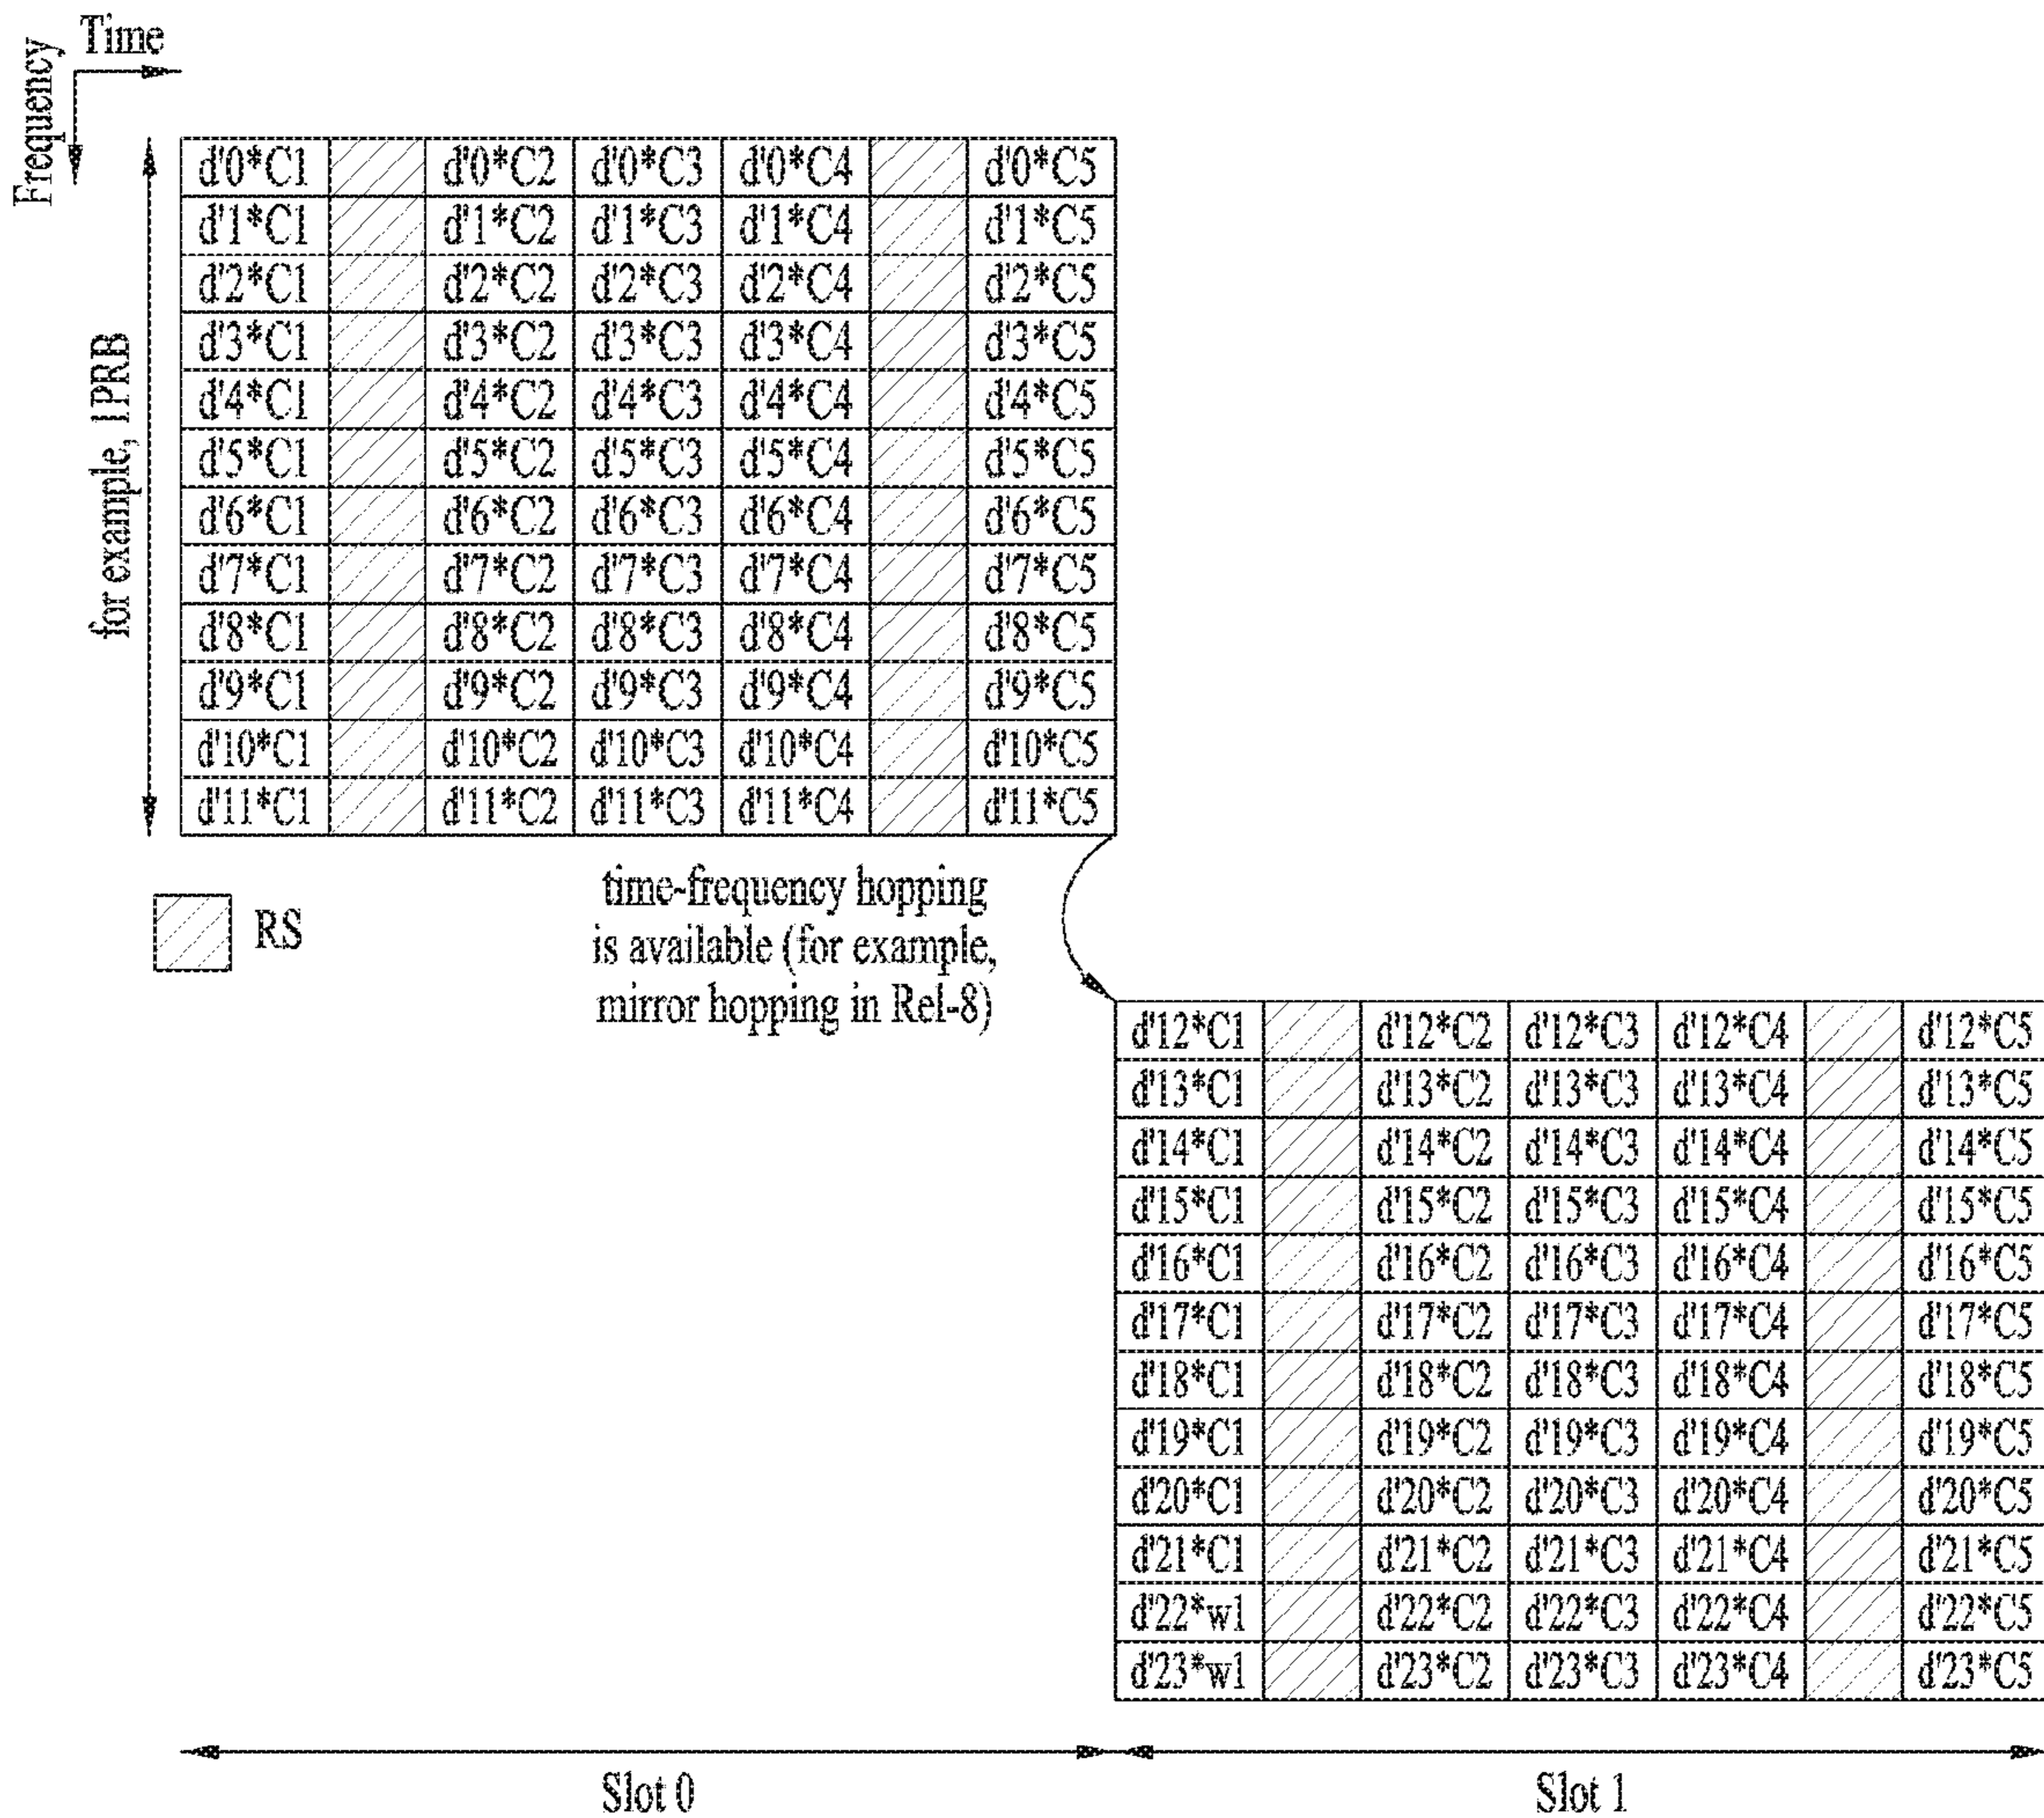 Time
Frequency
for example, 1PRB
d'0*C1 d'0*C2 d'0*C3 d'0*C4 d'0*C5
d'1*C1 d'1*C2 d'1*C3 d'1*C4 d'1*C5
d'2*C1 d'2*C2 d'2*C3 d'2*C4 d'2*C5
d'3*C1 d'3*C2 d'3*C3 d'3*C4 d'3*C5
d'4*C1 d'4*C2 d'4*C3 d'4*C4 d'4*C5
d'5*C1 d'5*C2 d'5*C3 d'5*C4 d'5*C5
d'6*C1 d'6*C2 d'6*C3 d'6*C4 d'6*C5
d'7*C1 d'7*C2 d'7*C3 d'7*C4 d'7*C5
d'8*C1 d'8*C2 d'8*C3 d'8*C4 d'8*C5
d'9*C1 d'9*C2 d'9*C3 d'9*C4 d'9*C5
d'10*C1 d'10*C2 d'10*C3 d'10*C4 d'10*C5
d'11*C1 d'11*C2 d'11*C3 d'11*C4 d'11*C5
RS
time-frequency hopping
is available (for example,
mirror hopping in Rel-8)
d'12*C1 d'12*C2 d'12*C3 d'12*C4 d'12*C5
d'13*C1 d'13*C2 d'13*C3 d'13*C4 d'13*C5
d'14*C1 d'14*C2 d'14*C3 d'14*C4 d'14*C5
d'15*C1 d'15*C2 d'15*C3 d'15*C4 d'15*C5
d'16*C1 d'16*C2 d'16*C3 d'16*C4 d'16*C5
d'17*C1 d'17*C2 d'17*C3 d'17*C4 d'17*C5
d'18*C1 d'18*C2 d'18*C3 d'18*C4 d'18*C5
d'19*C1 d'19*C2 d'19*C3 d'19*C4 d'19*C5
d'20*C1 d'20*C2 d'20*C3 d'20*C4 d'20*C5
d'21*C1 d'21*C2 d'21*C3 d'21*C4 d'21*C5
d'22*w1 d'22*C2 d'22*C3 d'22*C4 d'22*C5
d'23*w1 d'23*C2 d'23*C3 d'23*C4 d'23*C5
Slot 0
Slot 1